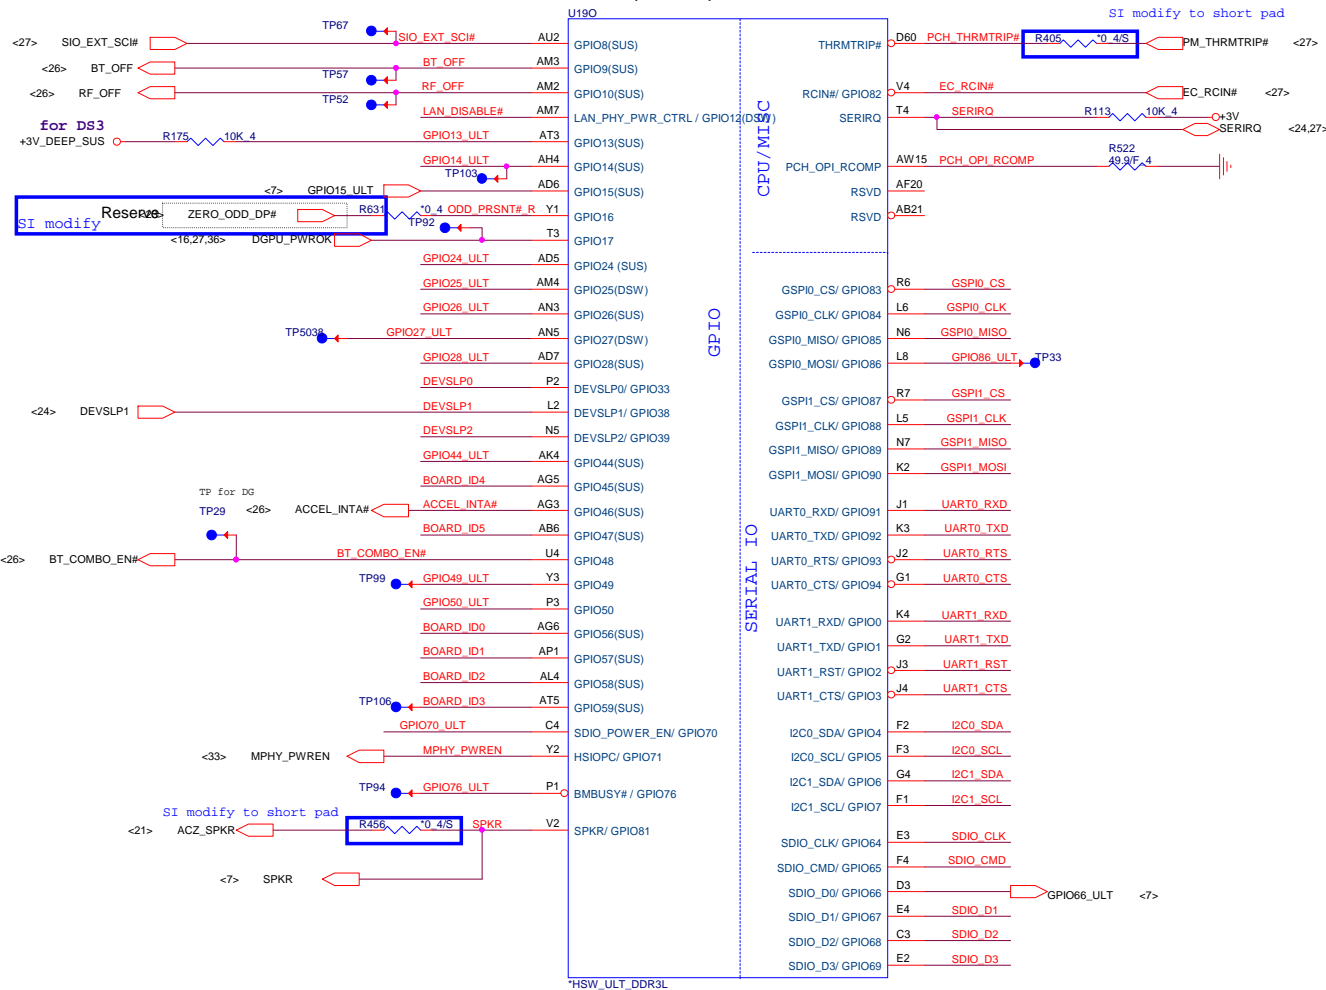 U19O
SI modify to short pad
TP67
<27> SIO_EXT_SCI# SIO_EXT_SCI# AU2 GPIO8(SUS)
THRMTRIP# D60 PCH_THRMTRIP# R405 *0_4/S PM_THRMTRIP# <27>
<26> BT_OFF BT_OFF AM3 GPIO9(SUS)
TP57
<26> RF_OFF RF_OFF AM2 GPIO10(SUS)
RCIN#/ GPIO82 V4 EC_RCIN# EC_RCIN# <27>
TP52
LAN_DISABLE# AM7 LAN_PHY_PWR_CTRL / GPIO12(DSW)
SERIRQ T4 SERIRQ R113 10K_4 +3V
SERIRQ <24,27>
for DS3
+3V_DEEP_SUS R175 10K_4 GPIO13_ULT AT3 GPIO13(SUS)
CPU/MISC
GPIO14_ULT AH4 GPIO14(SUS)
PCH_OPI_RCOMP AW15 PCH_OPI_RCOMP R522 49.9/F_4
TP103
<7> GPIO15_ULT AD6 GPIO15(SUS)
RSVD AF20
SI modify Reserve ZERO_ODD_DP# R631 *0_4 ODD_PRSNT#_R Y1 GPIO16
RSVD AB21
TP92
<16,27,36> DGPU_PWROK T3 GPIO17
GPIO24_ULT AD5 GPIO24 (SUS)
GPIO25_ULT AM4 GPIO25(DSW)
GSPI0_CS/ GPIO83 R6 GSPI0_CS
GPIO26_ULT AN3 GPIO26(SUS)
GSPI0_CLK/ GPIO84 L6 GSPI0_CLK
GPIO
TP5038 GPIO27_ULT AN5 GPIO27(DSW)
GSPI0_MISO/ GPIO85 N6 GSPI0_MISO
GPIO28_ULT AD7 GPIO28(SUS)
GSPI0_MOSI/ GPIO86 L8 GPIO86_ULT TP33
DEVSLP0 P2 DEVSLP0/ GPIO33
GSPI1_CS/ GPIO87 R7 GSPI1_CS
<24> DEVSLP1 DEVSLP1 L2 DEVSLP1/ GPIO38
GSPI1_CLK/ GPIO88 L5 GSPI1_CLK
DEVSLP2 N5 DEVSLP2/ GPIO39
GSPI1_MISO/ GPIO89 N7 GSPI1_MISO
GPIO44_ULT AK4 GPIO44(SUS)
GSPI1_MOSI/ GPIO90 K2 GSPI1_MOSI
BOARD_ID4 AG5 GPIO45(SUS)
TP for DG
TP29
<26> ACCEL_INTA# ACCEL_INTA# AG3 GPIO46(SUS)
UART0_RXD/ GPIO91 J1 UART0_RXD
BOARD_ID5 AB6 GPIO47(SUS)
UART0_TXD/ GPIO92 K3 UART0_TXD
<26> BT_COMBO_EN# BT_COMBO_EN# U4 GPIO48
UART0_RTS/ GPIO93 J2 UART0_RTS
SERIAL IO
TP99 GPIO49_ULT Y3 GPIO49
UART0_CTS/ GPIO94 G1 UART0_CTS
GPIO50_ULT P3 GPIO50
UART1_RXD/ GPIO0 K4 UART1_RXD
BOARD_ID0 AG6 GPIO56(SUS)
UART1_TXD/ GPIO1 G2 UART1_TXD
BOARD_ID1 AP1 GPIO57(SUS)
UART1_RST/ GPIO2 J3 UART1_RST
BOARD_ID2 AL4 GPIO58(SUS)
UART1_CTS/ GPIO3 J4 UART1_CTS
TP106 BOARD_ID3 AT5 GPIO59(SUS)
GPIO70_ULT C4 SDIO_POWER_EN/ GPIO70
I2C0_SDA/ GPIO4 F2 I2C0_SDA
<33> MPHY_PWREN MPHY_PWREN Y2 HSIOPC/ GPIO71
I2C0_SCL/ GPIO5 F3 I2C0_SCL
I2C1_SDA/ GPIO6 G4 I2C1_SDA
TP94 GPIO76_ULT P1 BMBUSY# / GPIO76
I2C1_SCL/ GPIO7 F1 I2C1_SCL
SI modify to short pad
<21> ACZ_SPKR R456 *0_4/S SPKR V2 SPKR/ GPIO81
SDIO_CLK/ GPIO64 E3 SDIO_CLK
SDIO_CMD/ GPIO65 F4 SDIO_CMD
<7> SPKR
SDIO_D0/ GPIO66 D3 GPIO66_ULT <7>
SDIO_D1/ GPIO67 E4 SDIO_D1
SDIO_D2/ GPIO68 C3 SDIO_D2
SDIO_D3/ GPIO69 E2 SDIO_D3
*HSW_ULT_DDR3L